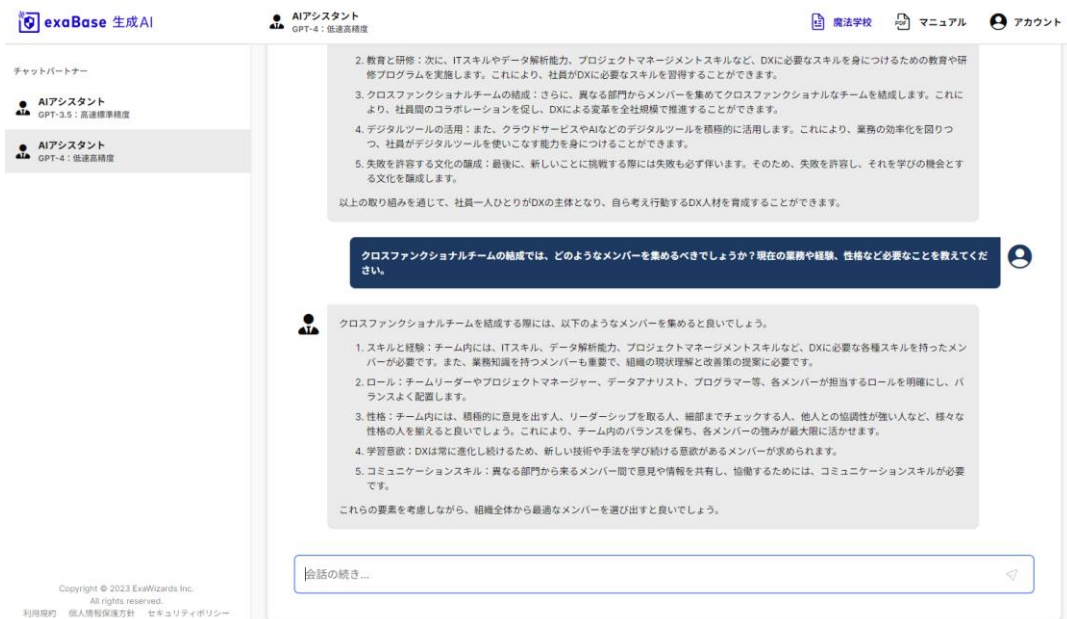 exaBase 生成AI
AIアシスタント
GPT-4：低速高精度
魔法学校
PDF マニュアル
アカウント
チャットパートナー
AIアシスタント
GPT-3.5：高速標準精度
AIアシスタント
GPT-4：低速高精度
2. 教育と研修：次に、ITスキルやデータ解析能力、プロジェクトマネージメントスキルなど、DXに必要なスキルを身につけるための教育や研
修プログラムを実施します。これにより、社員がDXに必要なスキルを習得することができます。
3. クロスファンクショナルチームの結成：さらに、異なる部門からメンバーを集めてクロスファンクショナルなチームを結成します。これに
より、社員間のコラボレーションを促し、DXによる変革を全社規模で推進することができます。
4. デジタルツールの活用：また、クラウドサービスやAIなどのデジタルツールを積極的に活用します。これにより、業務の効率化を図りつ
つ、社員がデジタルツールを使いこなす能力を身につけることができます。
5. 失敗を許容する文化の醸成：最後に、新しいことに挑戦する際には失敗も必ず伴います。そのため、失敗を許容し、それを学びの機会とす
る文化を醸成します。
以上の取り組みを通じて、社員一人ひとりがDXの主体となり、自ら考え行動するDX人材を育成することができます。
クロスファンクショナルチームの結成では、どのようなメンバーを集めるべきでしょうか？現在の業務や経験、性格など必要なことを教えてくだ
さい。
クロスファンクショナルチームを結成する際には、以下のようなメンバーを集めると良いでしょう。
1. スキルと経験：チーム内には、ITスキル、データ解析能力、プロジェクトマネージメントスキルなど、DXに必要な各種スキルを持ったメン
バーが必要です。また、業務知識を持つメンバーも重要で、組織の現状理解と改善策の提案に必要です。
2. ロール：チームリーダーやプロジェクトマネージャー、データアナリスト、プログラマー等、各メンバーが担当するロールを明確にし、バ
ランスよく配置します。
3. 性格：チーム内には、積極的に意見を出す人、リーダーシップを取る人、細部までチェックする人、他人との協調性が強い人など、様々な
性格の人を揃えると良いでしょう。これにより、チーム内のバランスを保ち、各メンバーの強みが最大限に活かせます。
4. 学習意欲：DXは常に進化し続けるため、新しい技術や手法を学び続ける意欲があるメンバーが求められます。
5. コミュニケーションスキル：異なる部門から来るメンバー間で意見や情報を共有し、協働するためには、コミュニケーションスキルが必要
です。
これらの要素を考慮しながら、組織全体から最適なメンバーを選び出すと良いでしょう。
会話の続き...
Copyright © 2023 ExaWizards Inc.
All rights reserved.
利用規約 個人情報保護方針 セキュリティポリシー